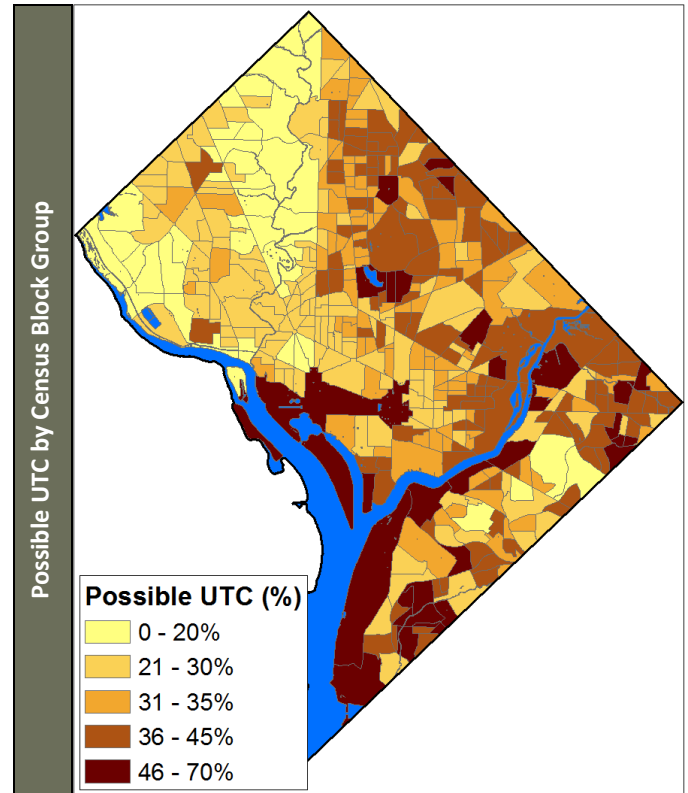 Possible UTC by Census Block Group
Possible UTC (%)
0 - 20%
21 - 30%
31 - 35%
36 - 45%
46 - 70%